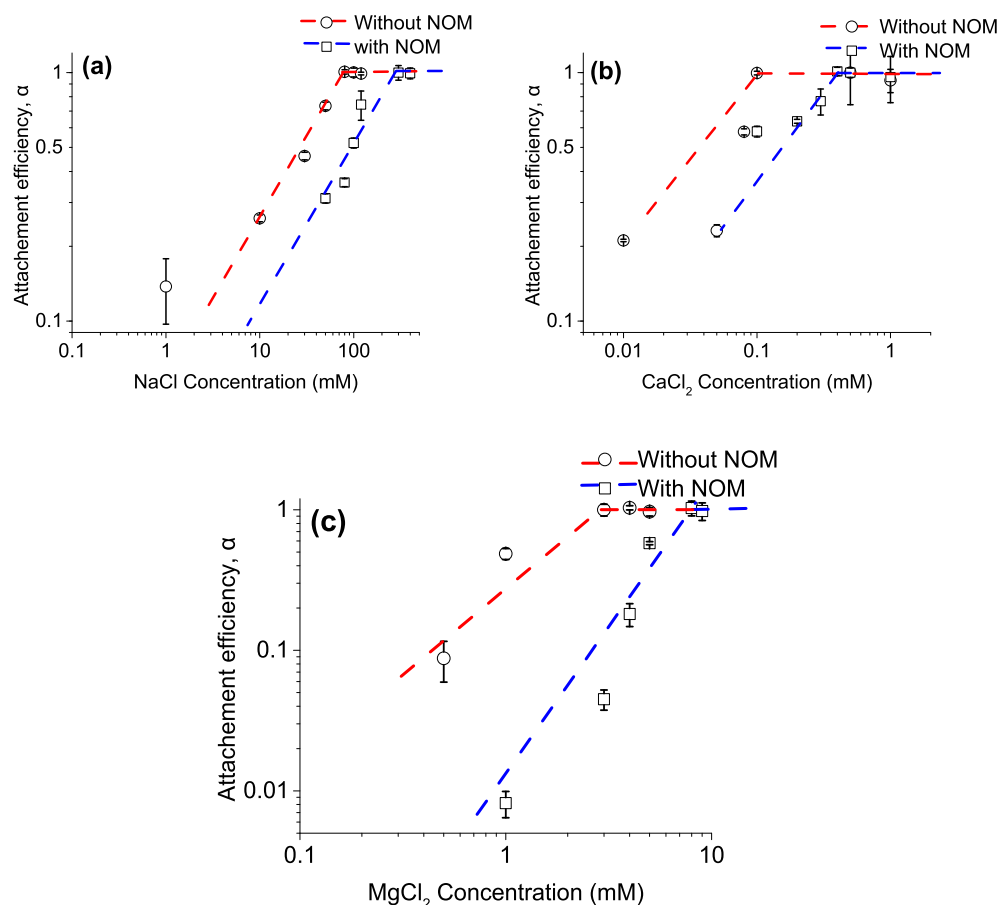 (a)
Without NOM
with NOM
Attachement efficiency, α
1
0.5
0.1
0.1
1
10
100
NaCl Concentration (mM)
(b)
Without NOM
With NOM
Attachement efficiency, α
1
0.5
0.1
0.01
0.1
1
CaCl₂ Concentration (mM)
(c)
Without NOM
With NOM
Attachement efficiency, α
1
0.1
0.01
0.1
1
10
MgCl₂ Concentration (mM)